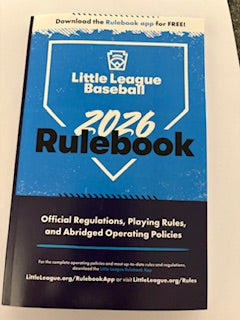 Download the Rulebook app for FREE!
Little League
Baseball
2026
Rulebook
Official Regulations, Playing Rules,
and Abridged Operating Policies
For the complete operating policies and most up-to-date rules and regulations,
download the Little League Rulebook App
LittleLeague.org/RulebookApp or visit LittleLeague.org/Rules